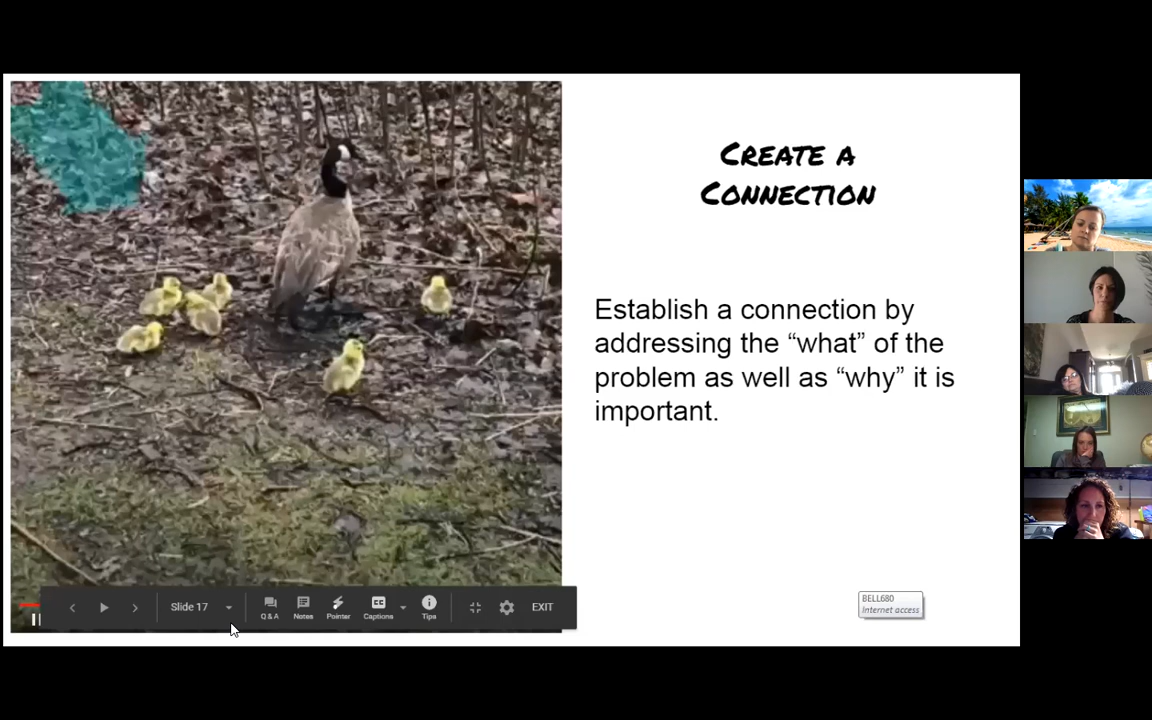 CREATE A
CONNECTION
Establish a connection by
addressing the “what” of the
problem as well as “why” it is
important.
Slide 17
Q & A
Notes
Pointer
Captions
Tips
EXIT
BELL680
Internet access